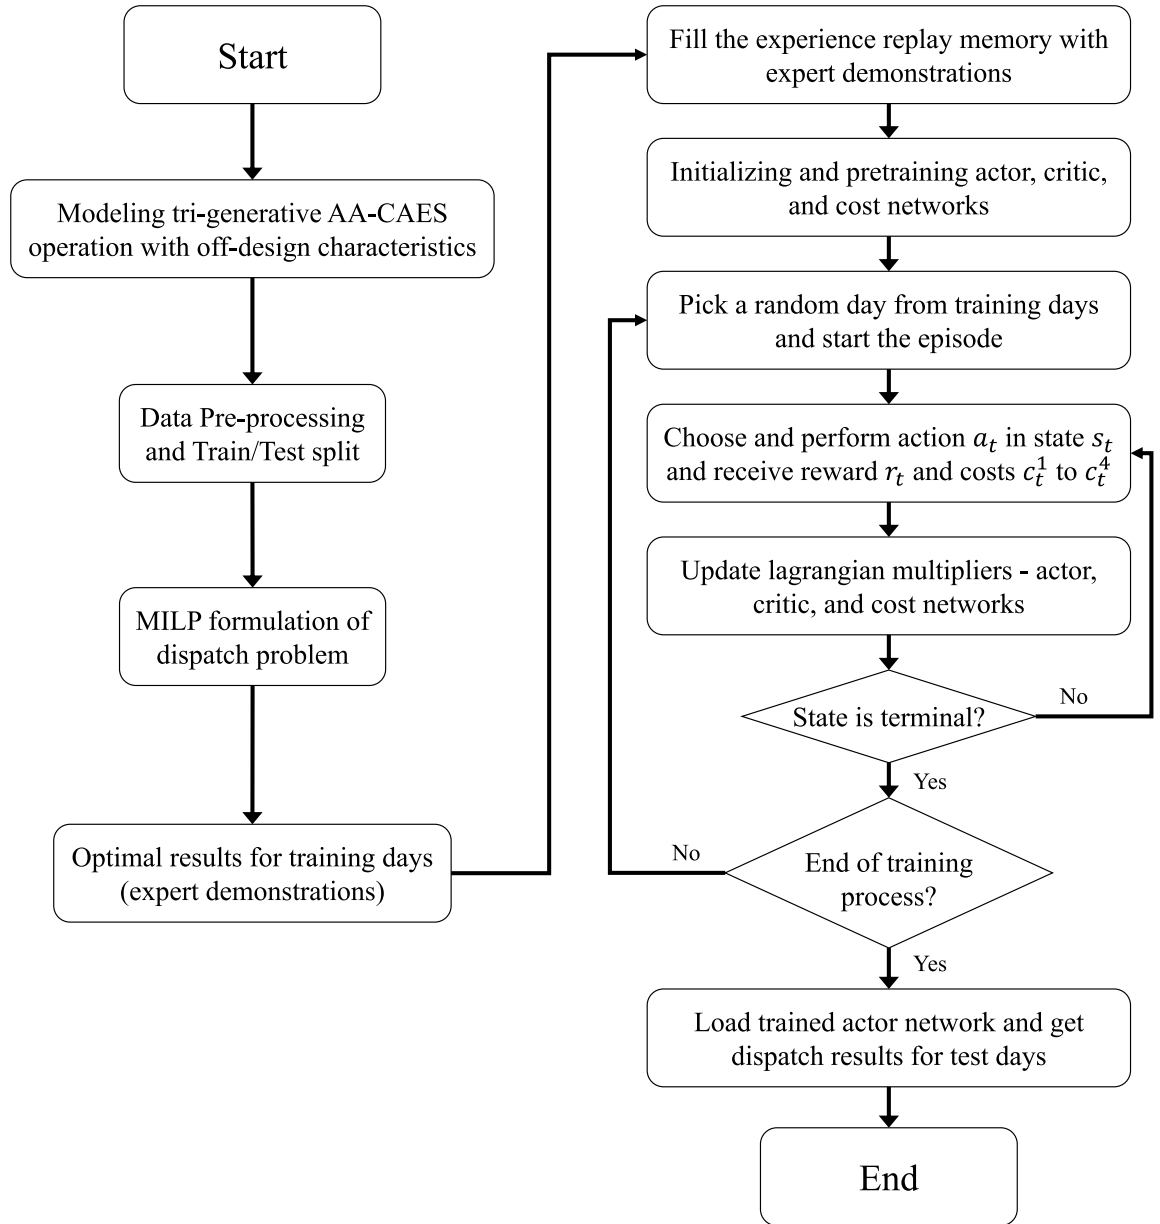 Start
Modeling tri-generative AA-CAES
operation with off-design characteristics
Data Pre-processing
and Train/Test split
MILP formulation of
dispatch problem
Optimal results for training days
(expert demonstrations)
Fill the experience replay memory with
expert demonstrations
Initializing and pretraining actor, critic,
and cost networks
Pick a random day from training days
and start the episode
Choose and perform action $a_t$ in state $s_t$
and receive reward $r_t$ and costs $c_t^1$ to $c_t^4$
Update lagrangian multipliers - actor,
critic, and cost networks
State is terminal?
No
Yes
End of training
process?
No
Yes
Load trained actor network and get
dispatch results for test days
End